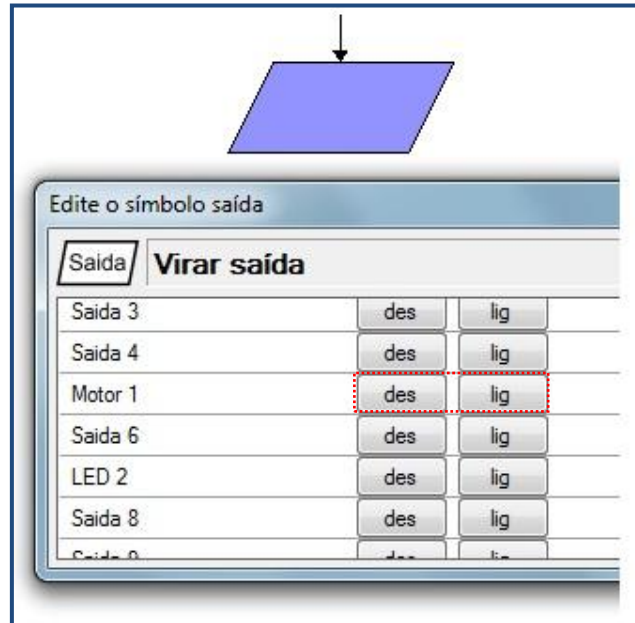 Edite o símbolo saída
Saida Virar saída
Saida 3 des lig
Saida 4 des lig
Motor 1 des lig
Saida 6 des lig
LED 2 des lig
Saida 8 des lig